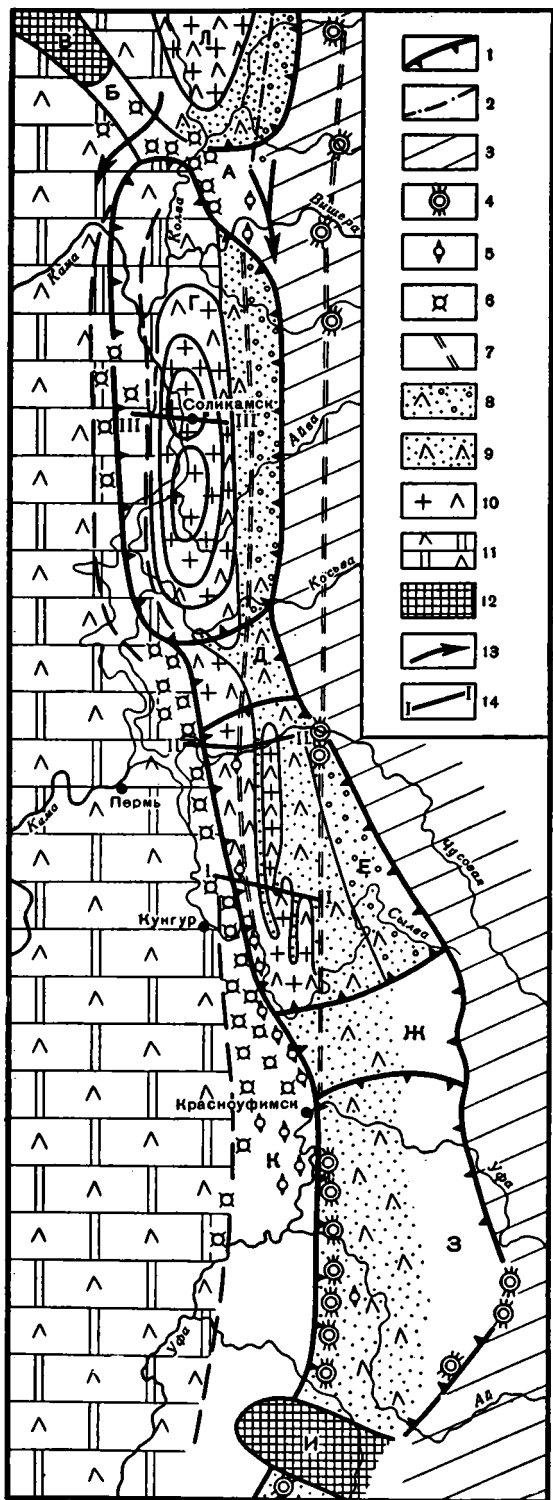 В
Л
Б
А
Вишера
Колва
Кама
Г
Соликамск
III
III
Айва
Косьва
Д
II
II
Пермь
Кама
Чусовая
Е
I
I
Сылва
Кунгур
Ж
Красноуфимск
К
Уфа
З
Уфа
Ай
И
1
2
3
4
5
6
7
8
9
10
11
12
13
I I 14